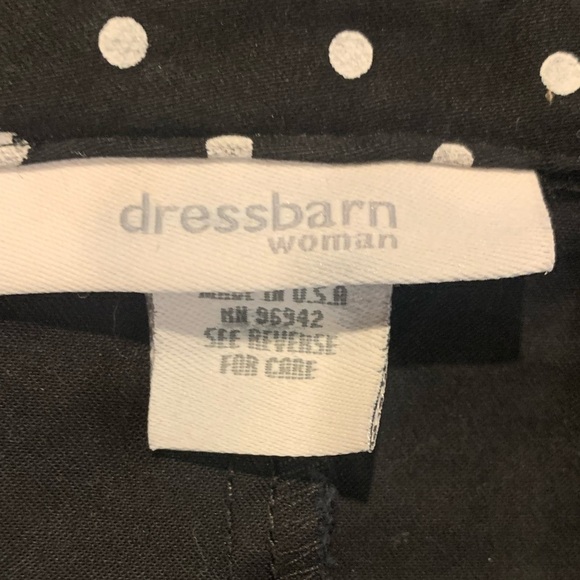 dressbarn
woman
MADE IN U.S.A
RN 96942
SEE REVERSE
FOR CARE